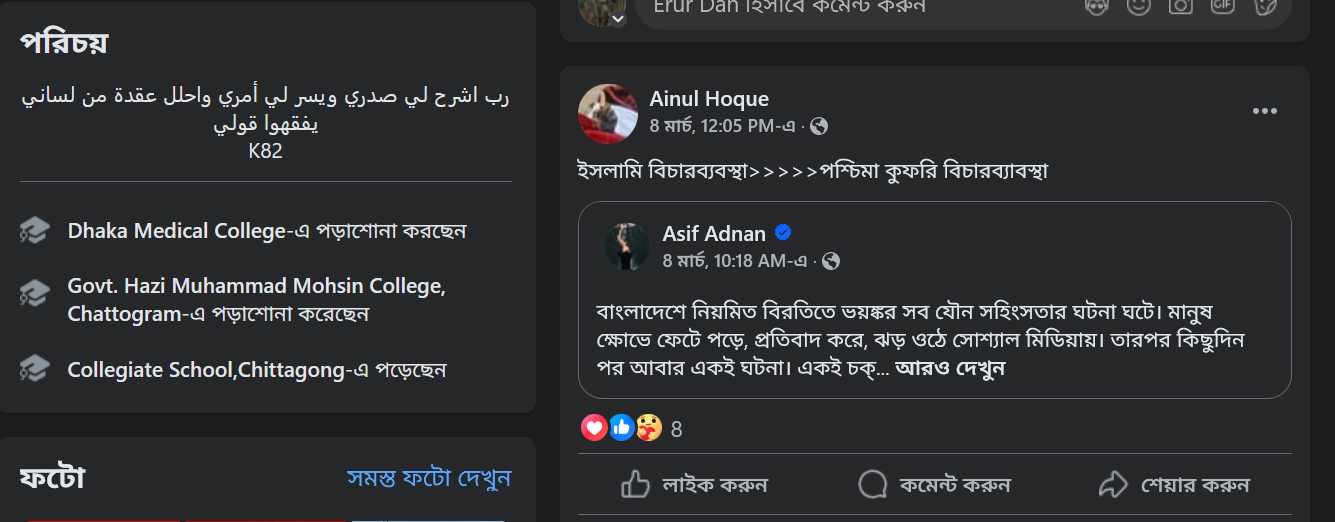 পরিচয়
رب اشرح لي صدري ويسر لي أمري واحلل عقدة من لساني
يفقهوا قولي
K82
Dhaka Medical College-এ পড়াশোনা করছেন
Govt. Hazi Muhammad Mohsin College,
Chattogram-এ পড়াশোনা করেছেন
Collegiate School,Chittagong-এ পড়েছেন
ফটো
সমস্ত ফটো দেখুন
Erur Dan হিসাবে কমেন্ট করুন
GIF
Ainul Hoque
8 মার্চ, 12:05 PM-এ ·
ইসলামি বিচারব্যবস্থা>>>>>পশ্চিমা কুফরি বিচারব্যাবস্থা
Asif Adnan
8 মার্চ, 10:18 AM-এ ·
বাংলাদেশে নিয়মিত বিরতিতে ভয়ঙ্কর সব যৌন সহিংসতার ঘটনা ঘটে। মানুষ
ক্ষোভে ফেটে পড়ে, প্রতিবাদ করে, ঝড় ওঠে সোশ্যাল মিডিয়ায়। তারপর কিছুদিন
পর আবার একই ঘটনা। একই চক্... আরও দেখুন
8
লাইক করুন
কমেন্ট করুন
শেয়ার করুন